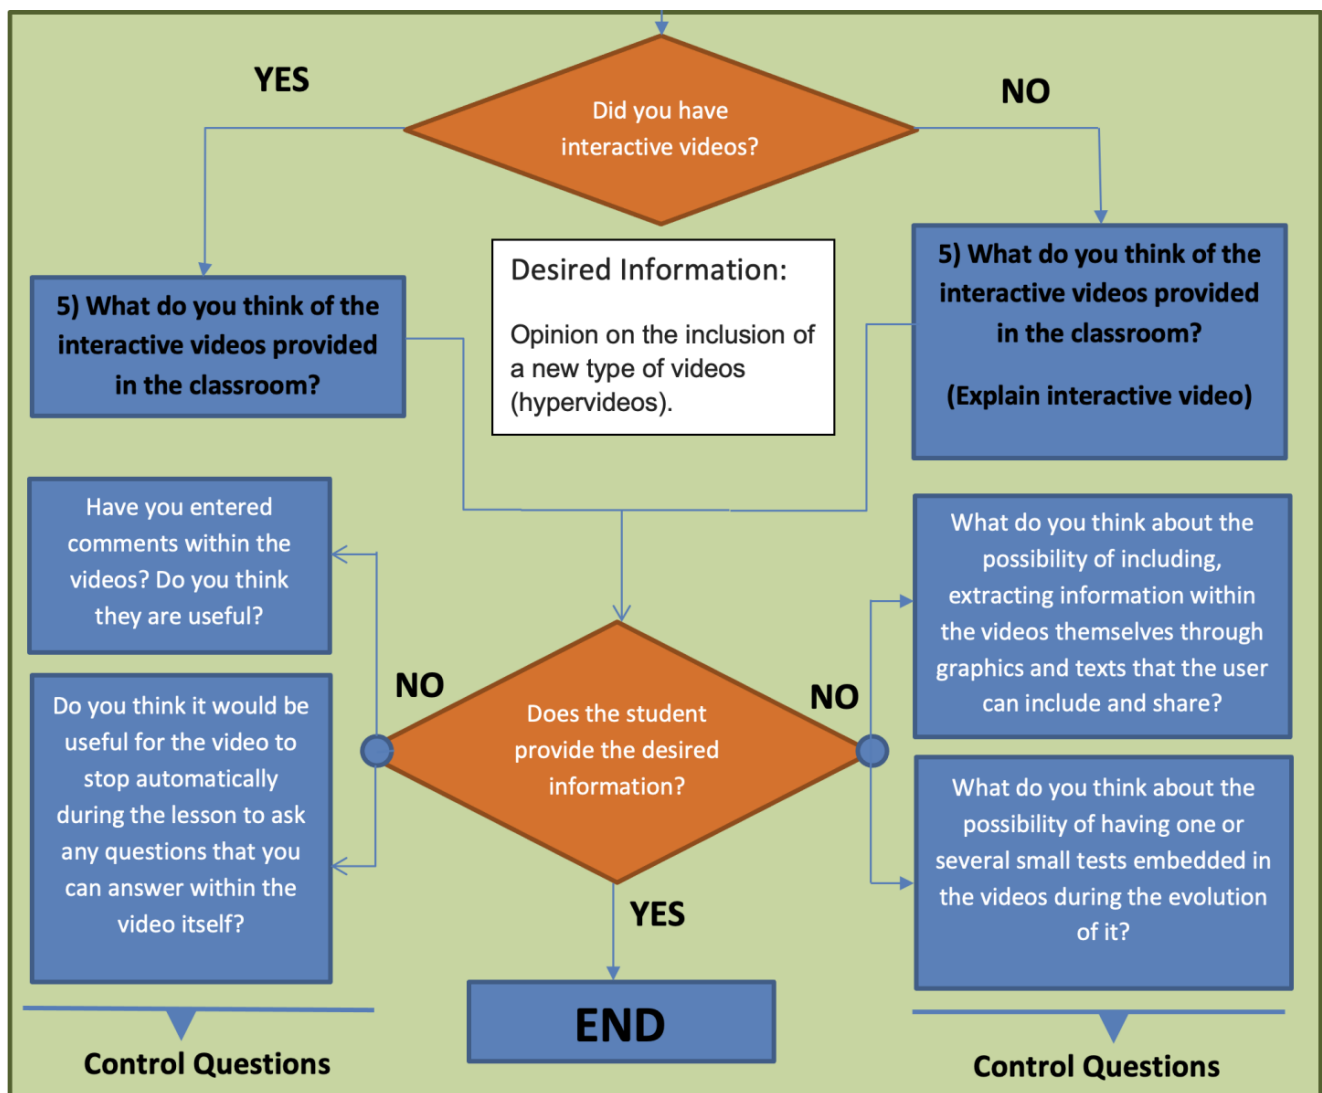 YES
NO
Did you have
interactive videos?
5) What do you think of the
interactive videos provided
in the classroom?
Desired Information:
Opinion on the inclusion of
a new type of videos
(hypervideos).
5) What do you think of the
interactive videos provided
in the classroom?
(Explain interactive video)
Have you entered
comments within the
videos? Do you think
they are useful?
Do you think it would be
useful for the video to
stop automatically
during the lesson to ask
any questions that you
can answer within the
video itself?
NO
Does the student
provide the desired
information?
NO
What do you think about the
possibility of including,
extracting information within
the videos themselves through
graphics and texts that the user
can include and share?
What do you think about the
possibility of having one or
several small tests embedded in
the videos during the evolution
of it?
YES
END
Control Questions
Control Questions